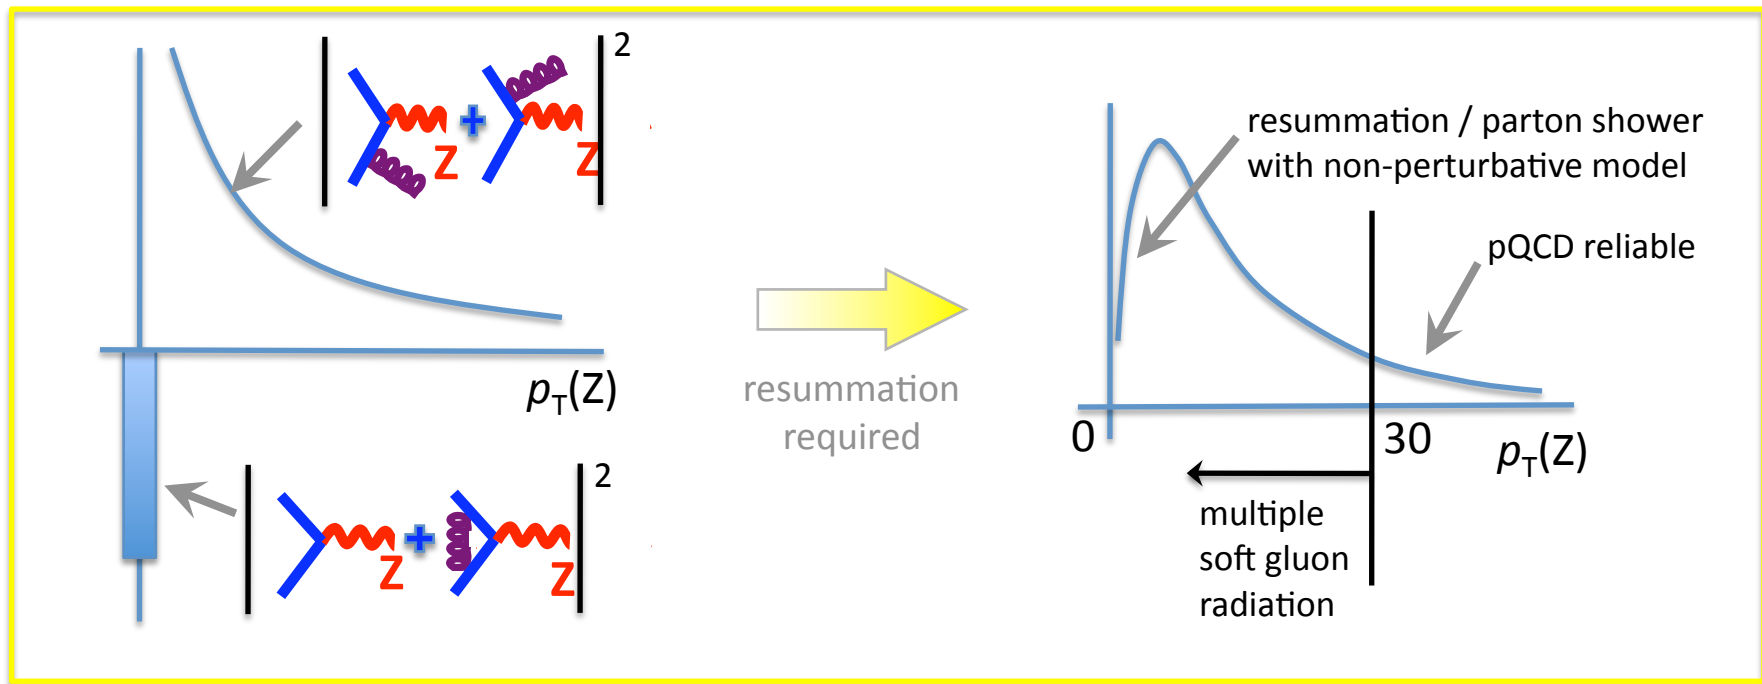 2
+
Z
Z
p_T(Z)
+
2
Z
Z
resummation
required
resummation / parton shower
with non-perturbative model
pQCD reliable
0
30
p_T(Z)
multiple
soft gluon
radiation